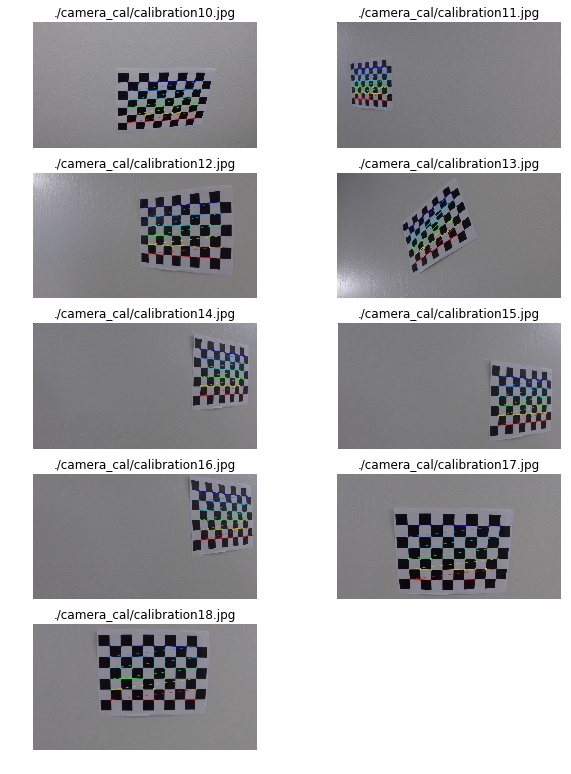 ./camera_cal/calibration10.jpg
./camera_cal/calibration11.jpg
./camera_cal/calibration12.jpg
./camera_cal/calibration13.jpg
./camera_cal/calibration14.jpg
./camera_cal/calibration15.jpg
./camera_cal/calibration16.jpg
./camera_cal/calibration17.jpg
./camera_cal/calibration18.jpg